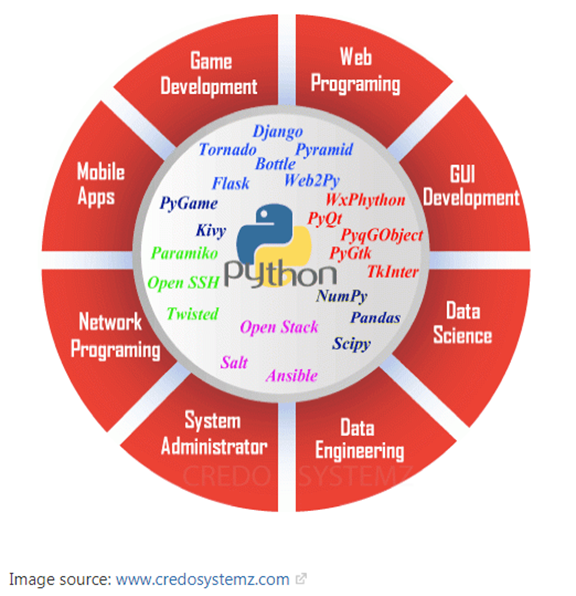 Game
Development
Web
Programing
Mobile
Apps
GUI
Development
Network
Programing
Data
Science
System
Administrator
Data
Engineering
Django
Tornado
Pyramid
Bottle
Flask
Web2Py
PyGame
WxPhython
PyQt
Kivy
PyqGObject
Paramiko
PyGtk
TkInter
Open SSH
python
NumPy
Twisted
Pandas
Open Stack
Scipy
Salt
Ansible
CREDO SYSTEMZ
Image source: www.credosystemz.com